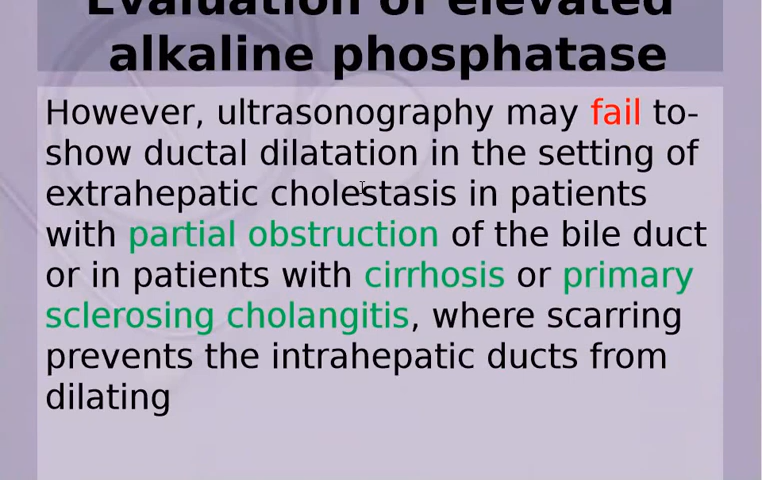 Evaluation of elevated
alkaline phosphatase
However, ultrasonography may fail to-
show ductal dilatation in the setting of
extrahepatic cholestasis in patients
with partial obstruction of the bile duct
or in patients with cirrhosis or primary
sclerosing cholangitis, where scarring
prevents the intrahepatic ducts from
dilating